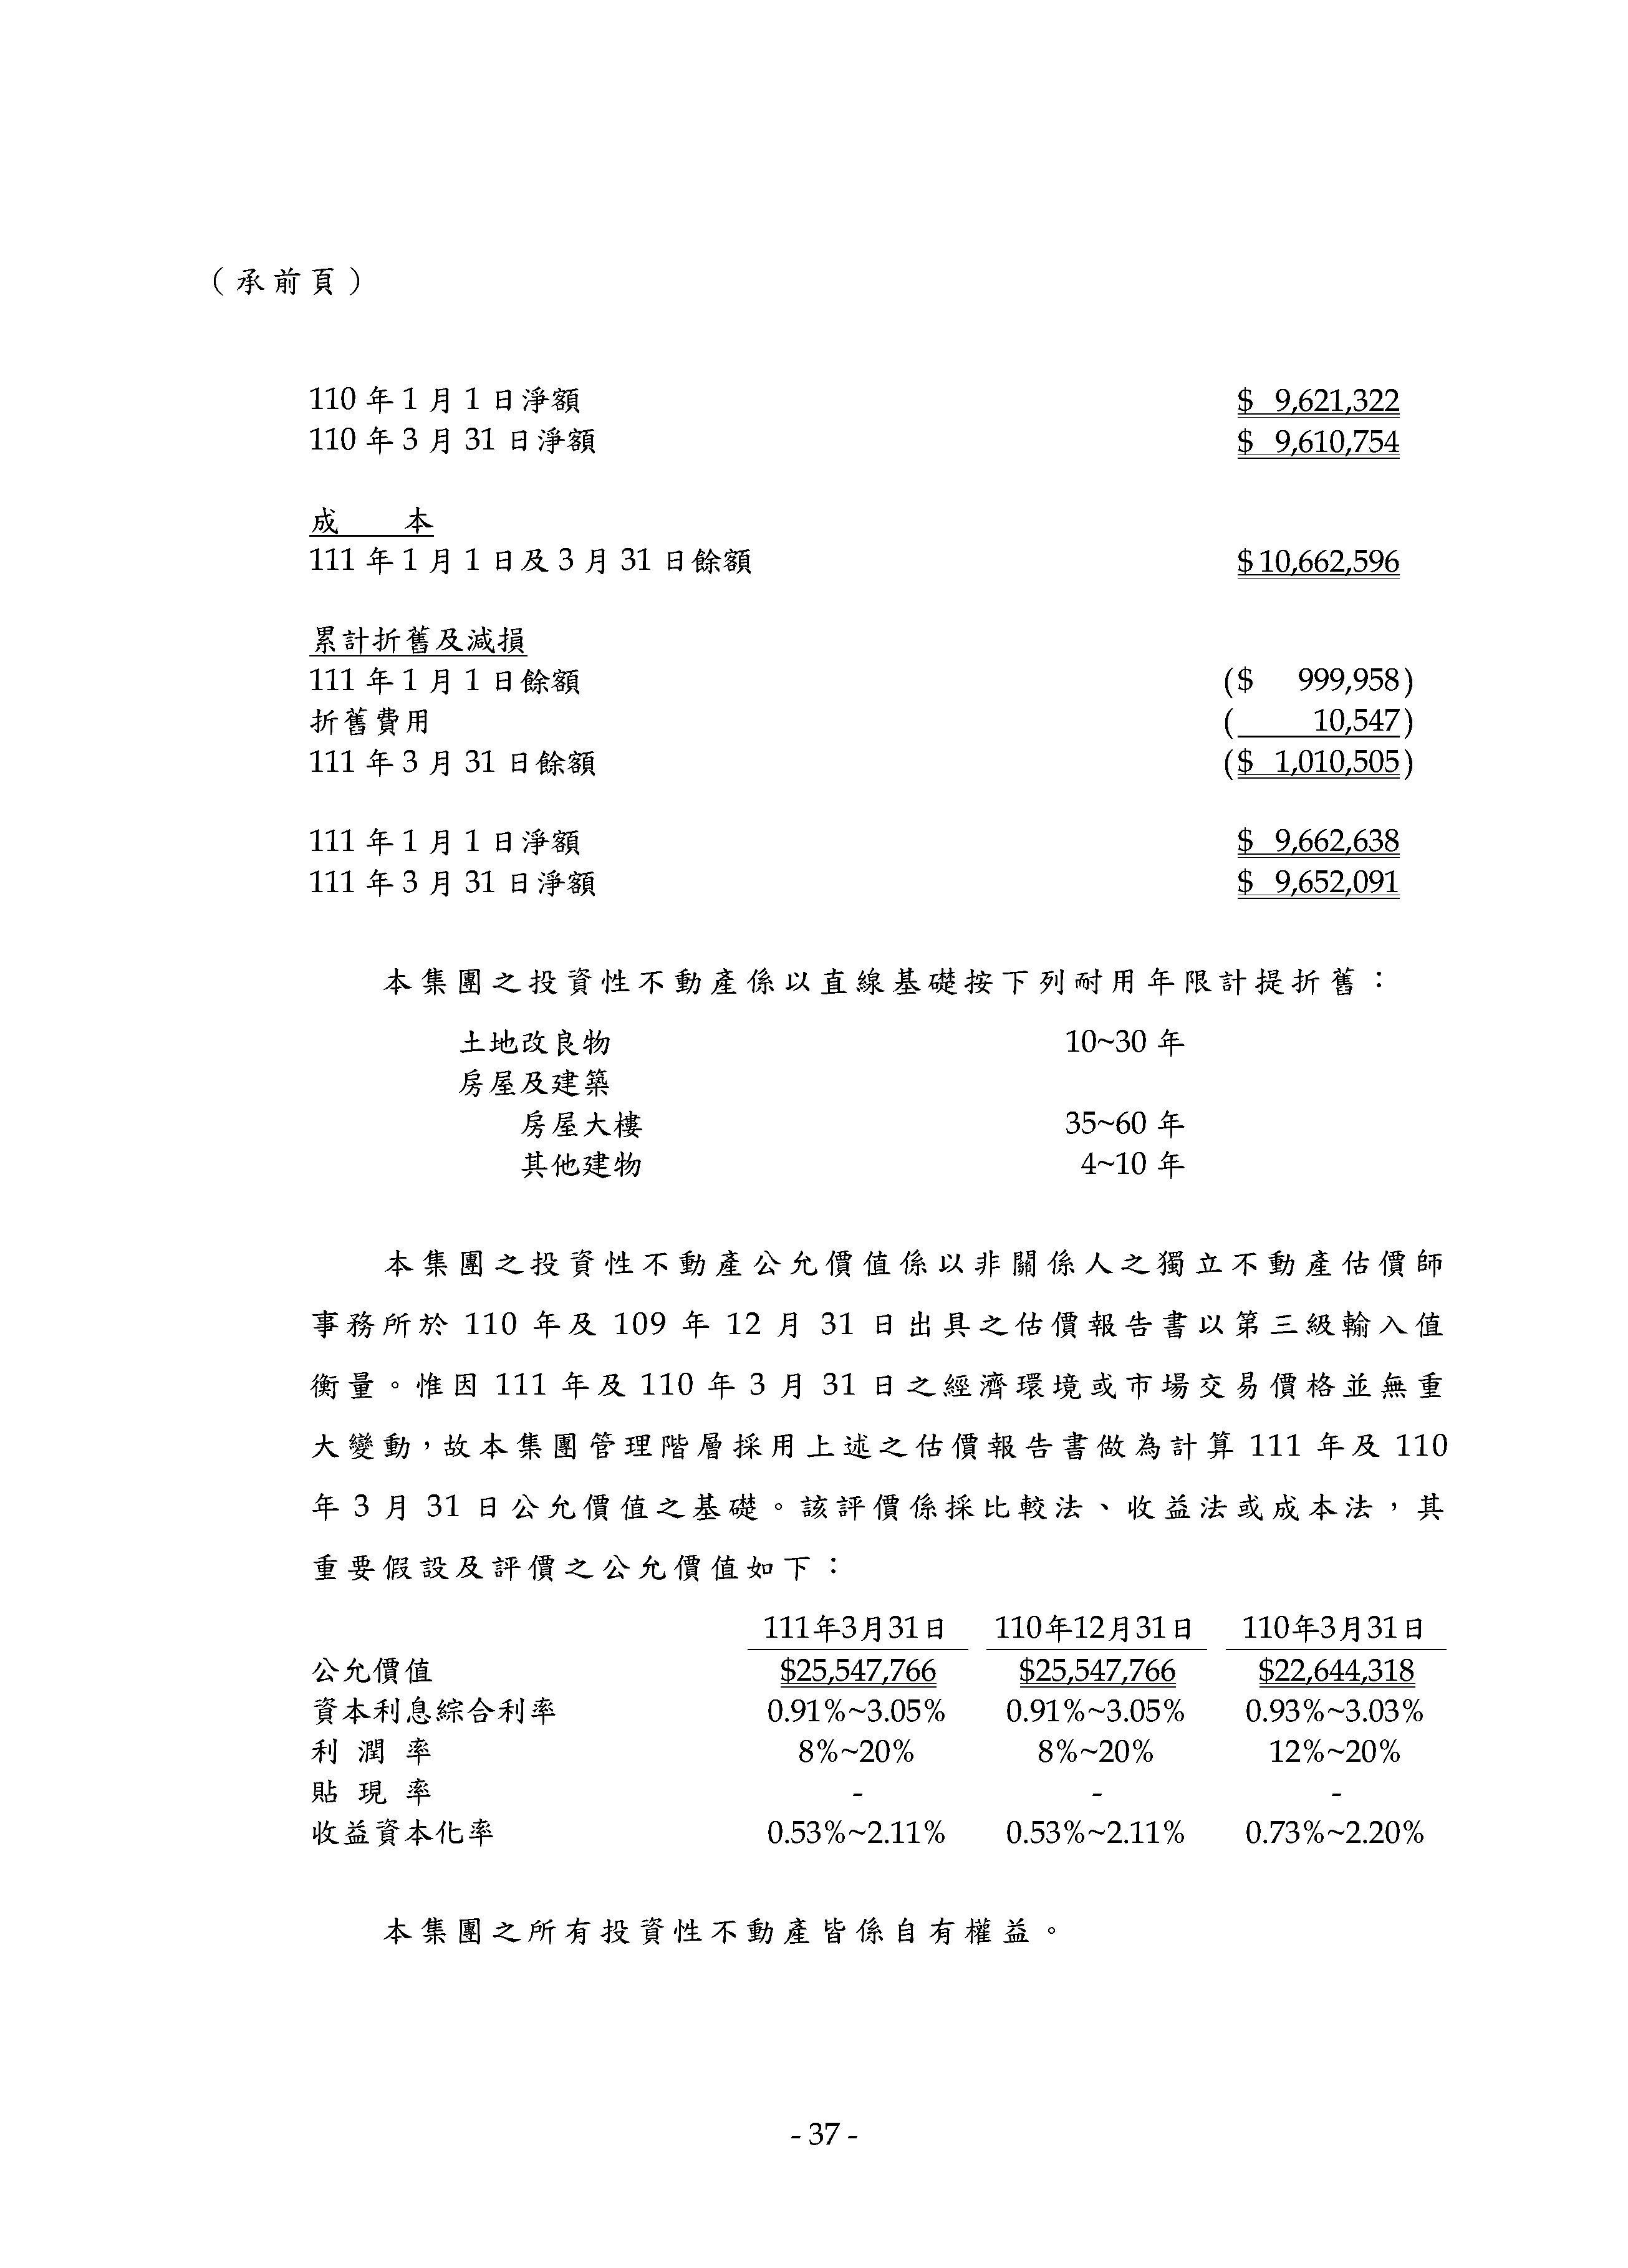 （承前頁）
110 年 1 月 1 日淨額 $ 9,621,322
110 年 3 月 31 日淨額 $ 9,610,754
成　　本
111 年 1 月 1 日及 3 月 31 日餘額 $10,662,596
累計折舊及減損
111 年 1 月 1 日餘額 ($ 999,958)
折舊費用 ( 10,547)
111 年 3 月 31 日餘額 ($ 1,010,505)
111 年 1 月 1 日淨額 $ 9,662,638
111 年 3 月 31 日淨額 $ 9,652,091
本集團之投資性不動產係以直線基礎按下列耐用年限計提折舊：
土地改良物 10~30 年
房屋及建築
房屋大樓 35~60 年
其他建物 4~10 年
本集團之投資性不動產公允價值係以非關係人之獨立不動產估價師
事務所於 110 年及 109 年 12 月 31 日出具之估價報告書以第三級輸入值
衡量。惟因 111 年及 110 年 3 月 31 日之經濟環境或市場交易價格並無重
大變動，故本集團管理階層採用上述之估價報告書做為計算 111 年及 110
年 3 月 31 日公允價值之基礎。該評價係採比較法、收益法或成本法，其
重要假設及評價之公允價值如下：
111年3月31日 110年12月31日 110年3月31日
公允價值 $25,547,766 $25,547,766 $22,644,318
資本利息綜合利率 0.91%~3.05% 0.91%~3.05% 0.93%~3.03%
利 潤 率 8%~20% 8%~20% 12%~20%
貼 現 率 - - -
收益資本化率 0.53%~2.11% 0.53%~2.11% 0.73%~2.20%
本集團之所有投資性不動產皆係自有權益。
- 37 -